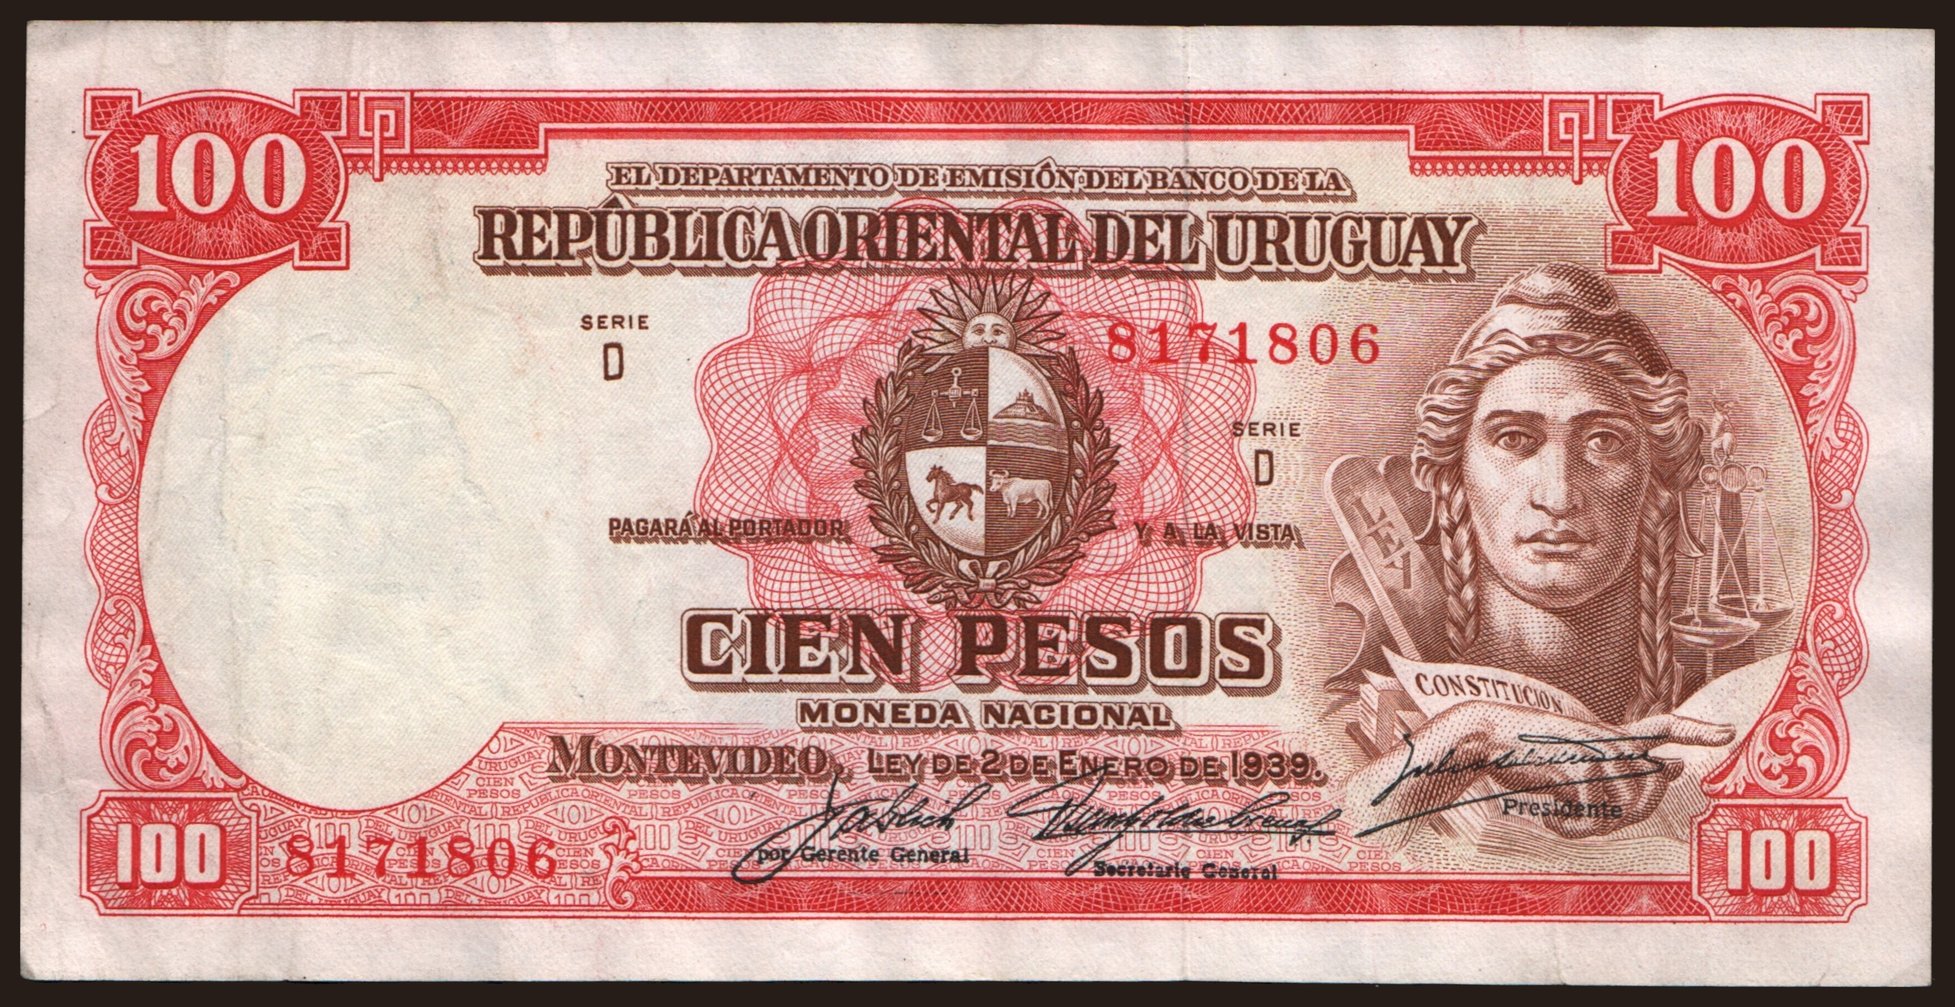 100
100
EL DEPARTAMENTO DE EMISIÓN DEL BANCO DE LA
REPÚBLICA ORIENTAL DEL URUGUAY
SERIE
D
8171806
SERIE
D
LEY
PAGARÁ AL PORTADOR
Y A LA VISTA
CIEN PESOS
CONSTITUCION
MONEDA NACIONAL
MONTEVIDEO, LEY DE 2 DE ENERO DE 1939.
Presidente
100
8171806
por Gerente General
Secretario General
100